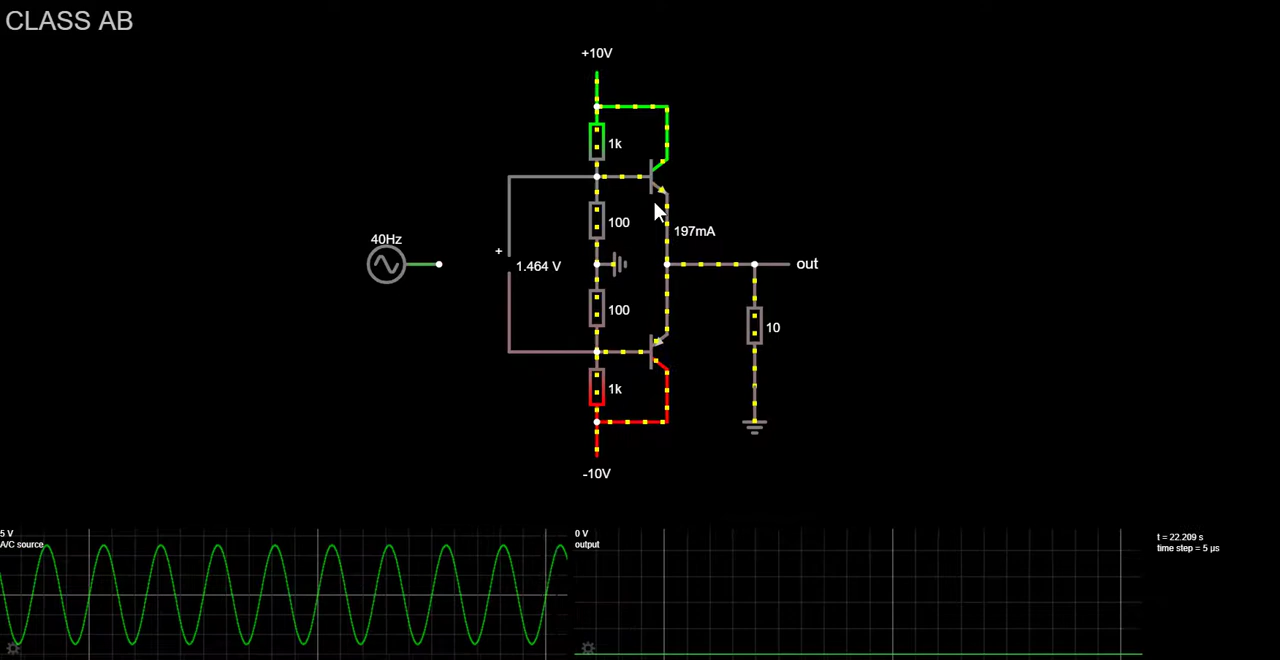 CLASS AB
+10V
1k
100
197mA
40Hz
+
1.464 V
out
100
10
1k
-10V
5 V
A/C source
0 V
output
t = 22.209 s
time step = 5 µs